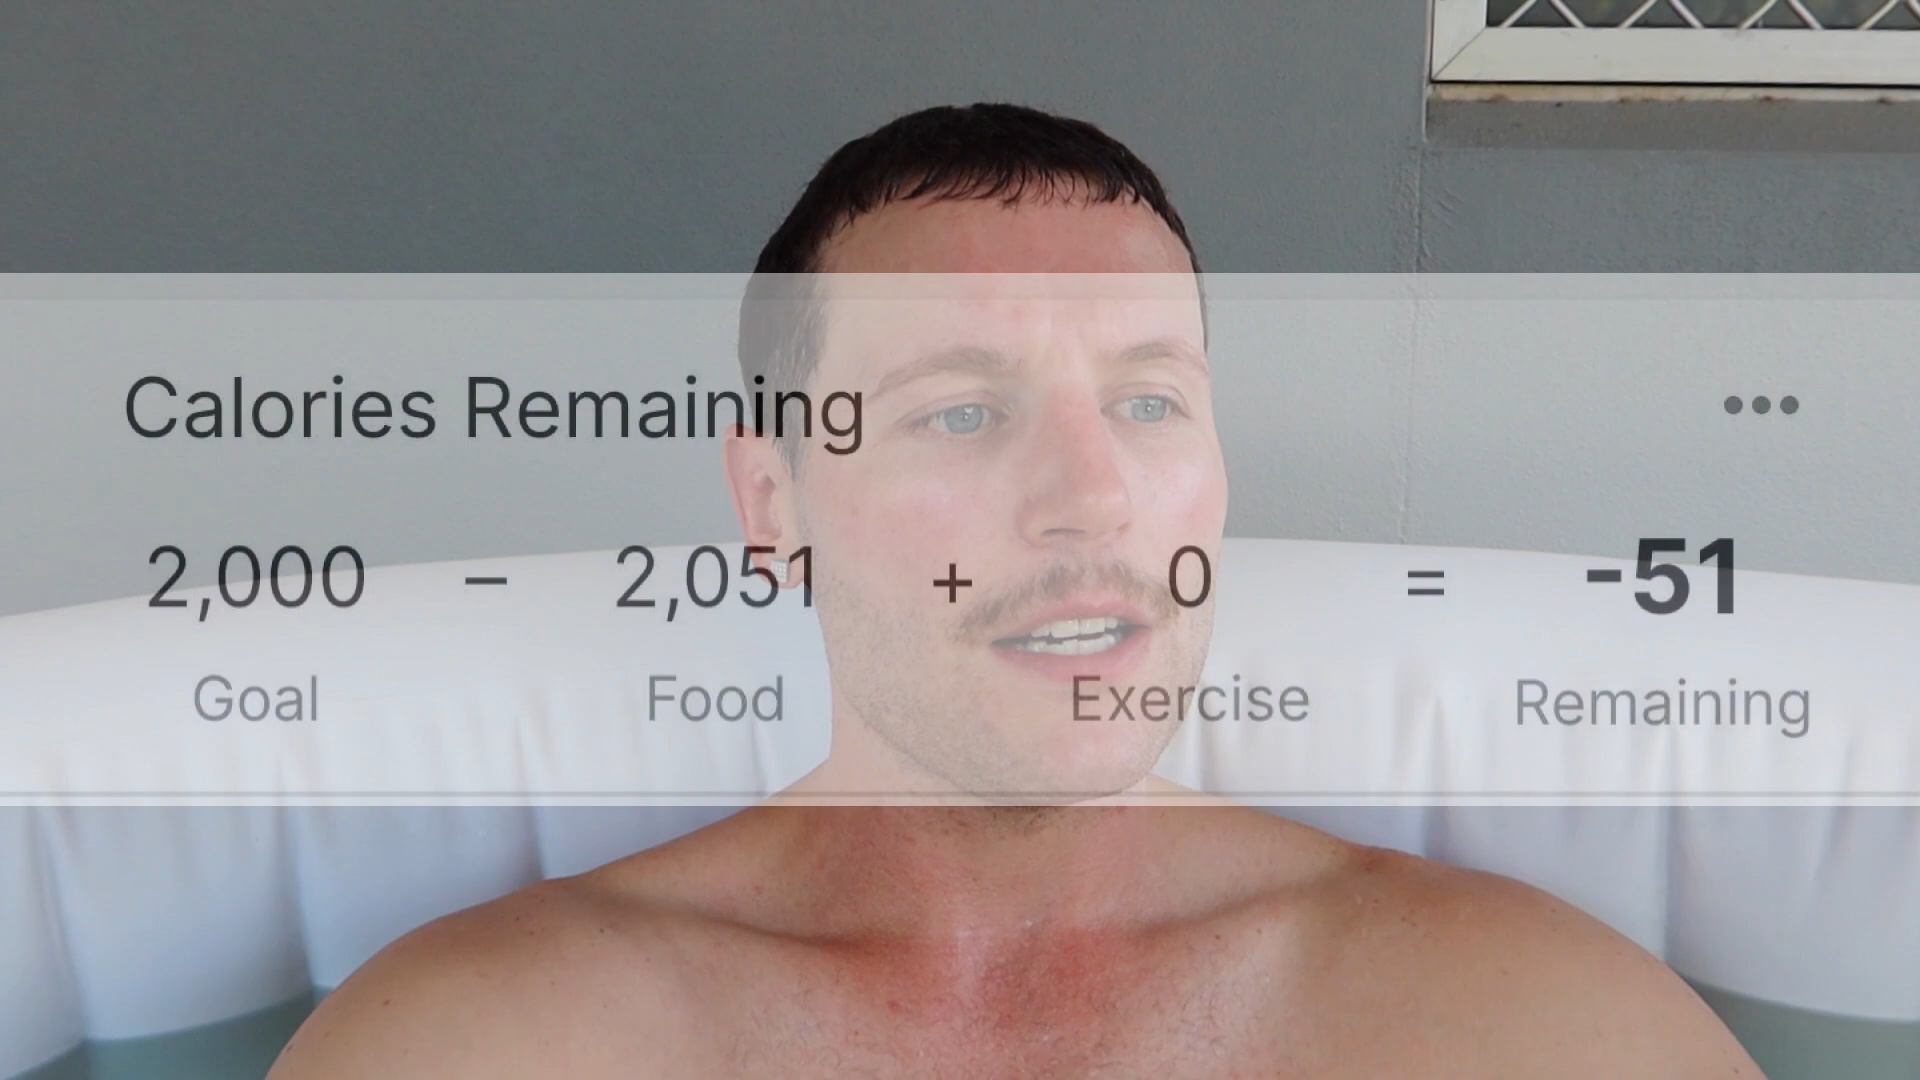 Calories Remaining
2,000 – 2,051 + 0 = -51
Goal Food Exercise Remaining